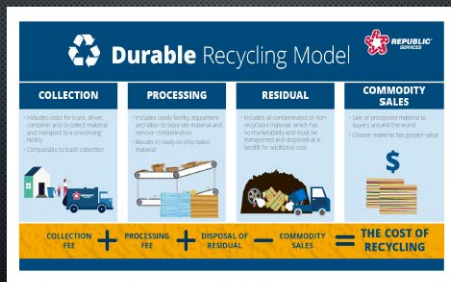 Durable Recycling Model
REPUBLIC
SERVICES
COLLECTION
- Includes costs for truck, driver,
container and to collect material
and transport to a processing
facility
- Comparable to trash collection
PROCESSING
- Includes costly facility, equipment
and labor to separate material and
remove contamination
- Results in ready-to-ship baled
material
RESIDUAL
- Includes all contaminated or non-
recyclable material, which has
no marketability and must be
transported and disposed at a
landfill for additional cost
COMMODITY
SALES
- Sale of processed material to
buyers around the world
- Cleaner material has greater value
$
COLLECTION
FEE
+
PROCESSING
FEE
+
DISPOSAL OF
RESIDUAL
−
COMMODITY
SALES
=
THE COST OF
RECYCLING